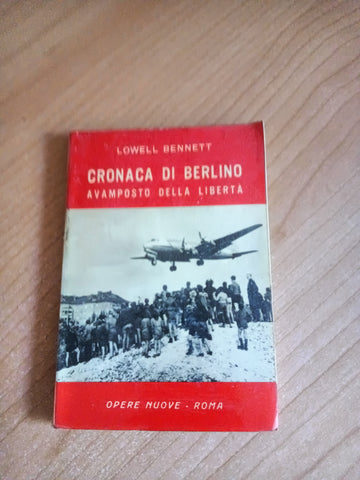 LOWELL BENNETT
CRONACA DI BERLINO
AVAMPOSTO DELLA LIBERTÀ
OPERE NUOVE - ROMA